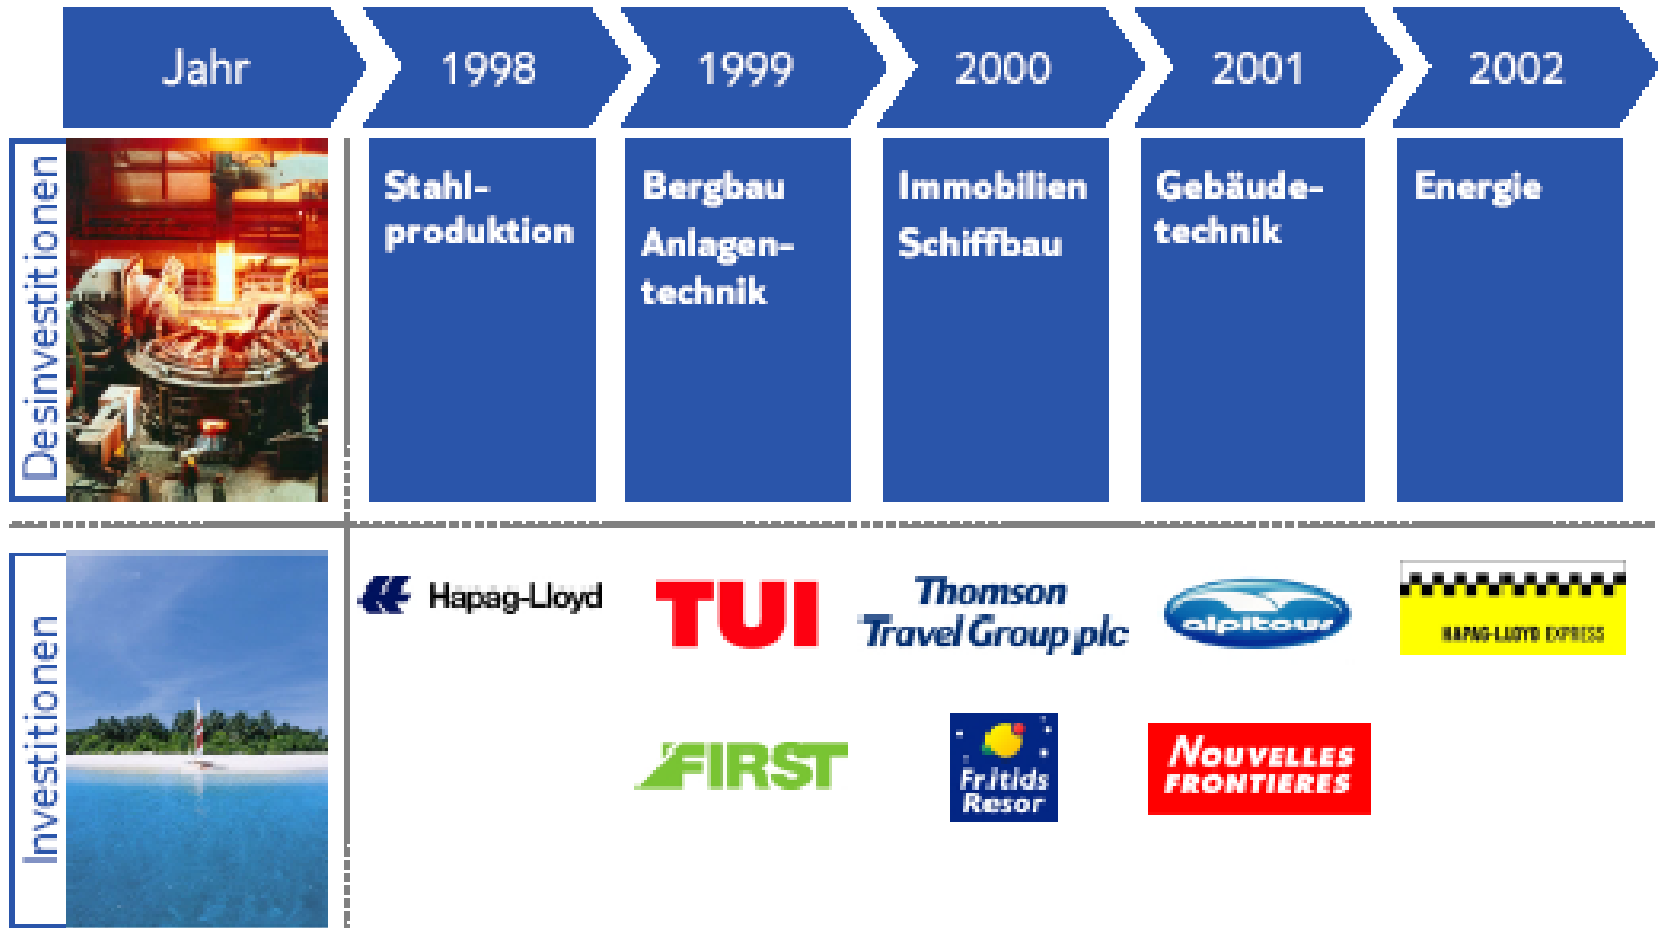 Jahr
1998
1999
2000
2001
2002
Desinvestitionen
Stahl-
produktion
Bergbau
Anlagen-
technik
Immobilien
Schiffbau
Gebäude-
technik
Energie
Investitionen
Hapag-Lloyd
TUI
Thomson
Travel Group plc
alpitour
HAPAG-LLOYD EXPRESS
FIRST
Fritids
Resor
NOUVELLES
FRONTIERES